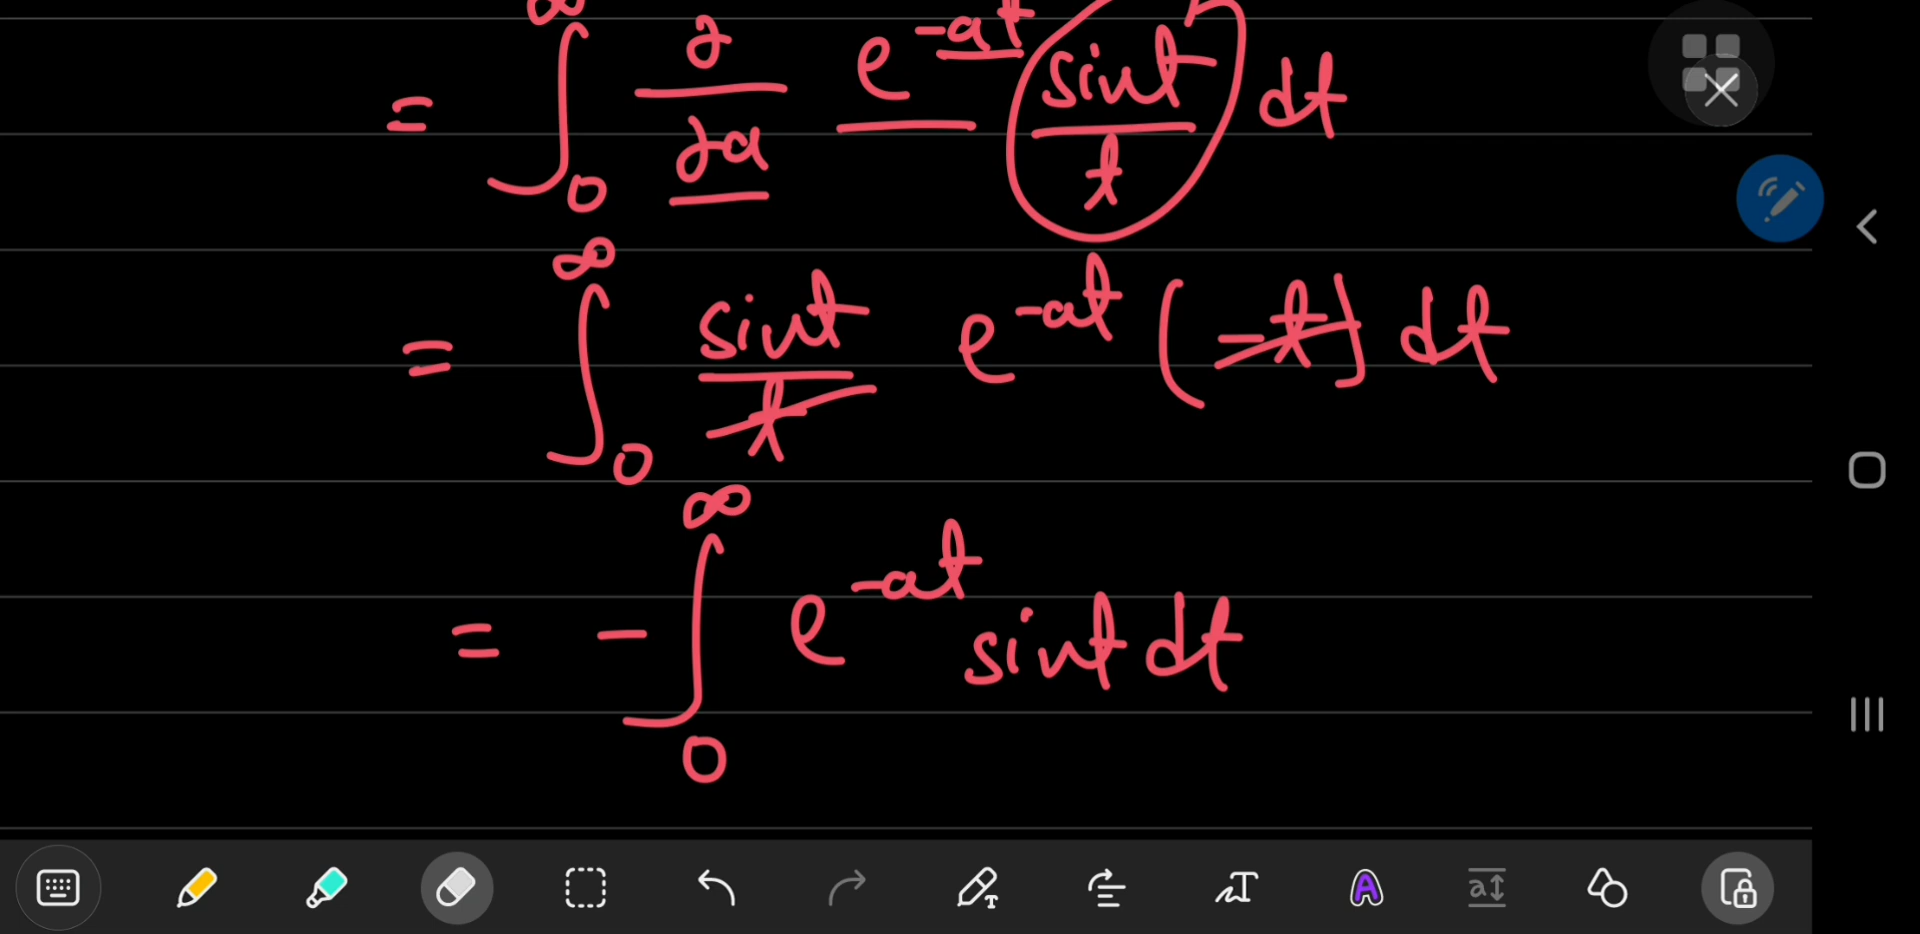 = ∫₀^∞ ∂/∂a e^{-at} sint/t dt
= ∫₀^∞ sint/t e^{-at} (-t) dt
= - ∫₀^∞ e^{-at} sint dt